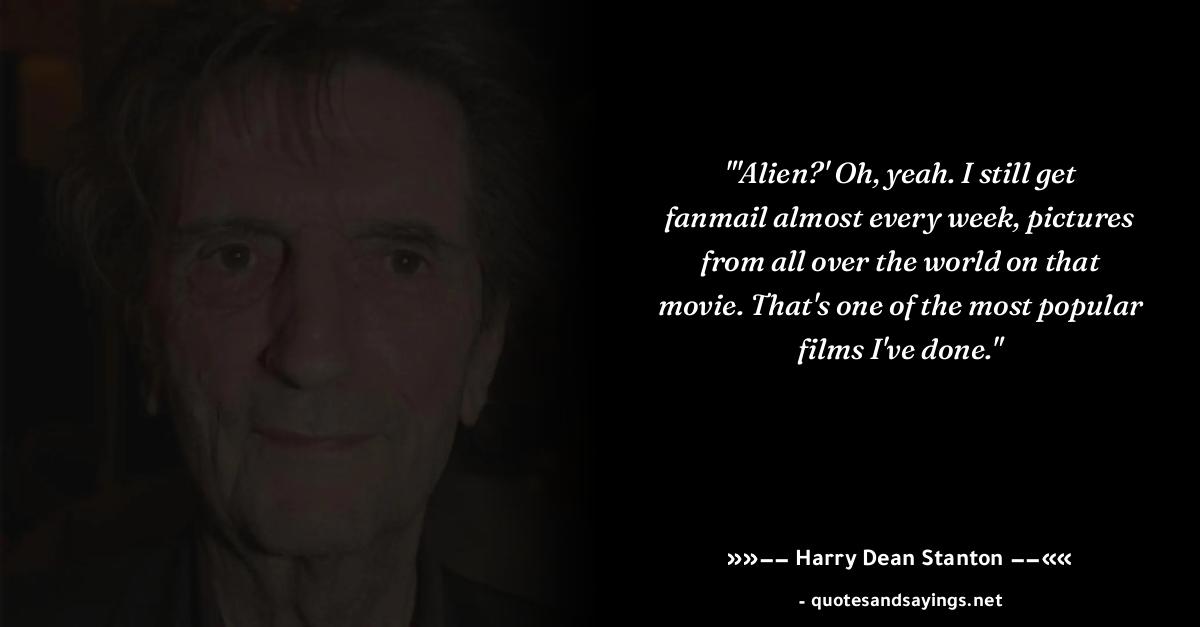 "'Alien?' Oh, yeah. I still get
fanmail almost every week, pictures
from all over the world on that
movie. That's one of the most popular
films I've done."
»»–– Harry Dean Stanton ––««
- quotesandsayings.net